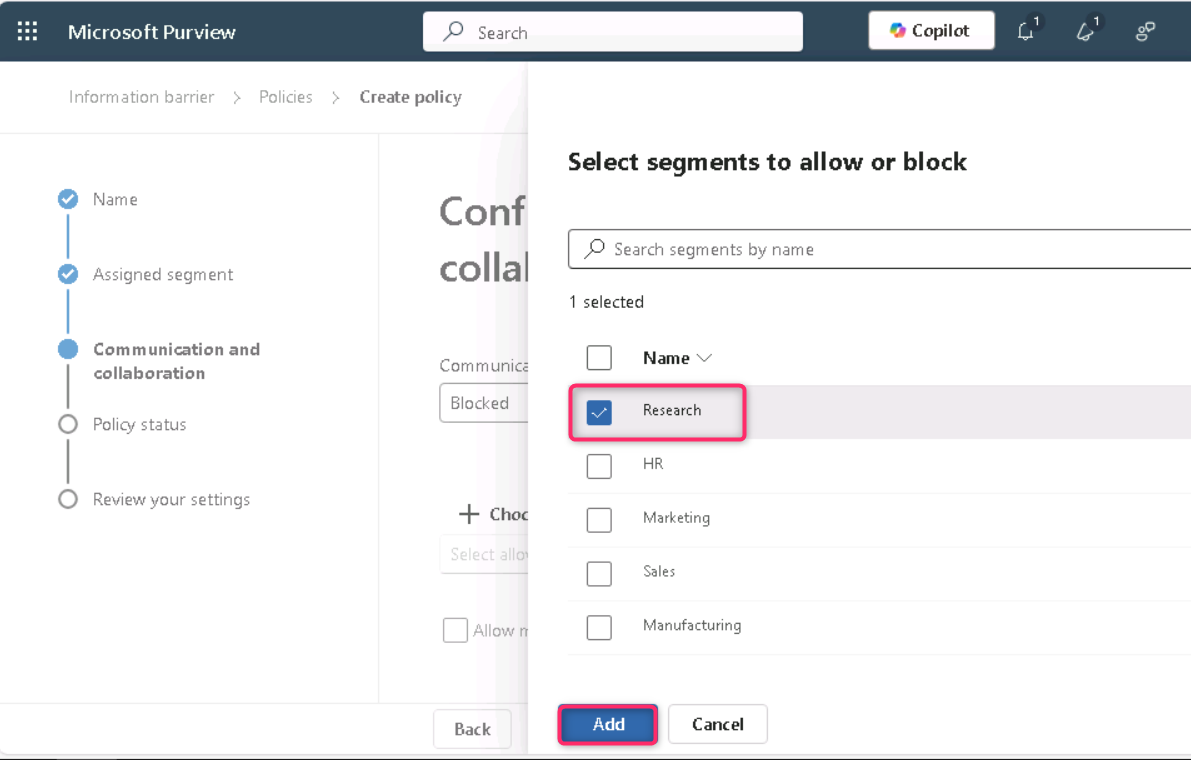 Microsoft Purview
Search
Copilot
1
1
Information barrier > Policies > Create policy
Name
Assigned segment
Communication and
collaboration
Policy status
Review your settings
Conf
collal
Communica
Blocked
+ Choc
Select allow
Allow m
Back
Select segments to allow or block
Search segments by name
1 selected
Name
Research
HR
Marketing
Sales
Manufacturing
Add
Cancel